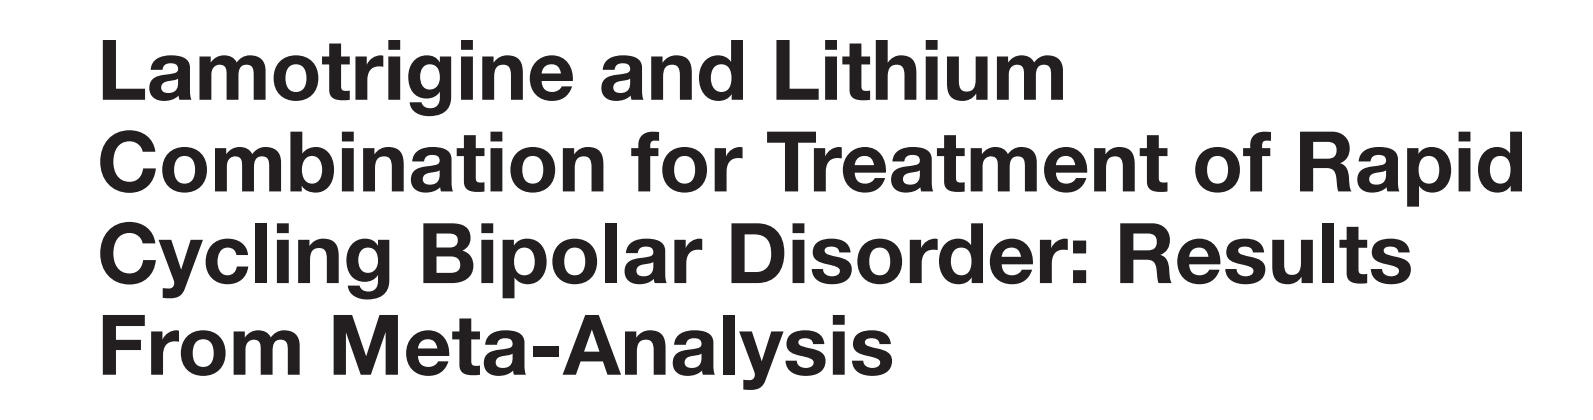 Lamotrigine and Lithium
Combination for Treatment of Rapid
Cycling Bipolar Disorder: Results
From Meta-Analysis